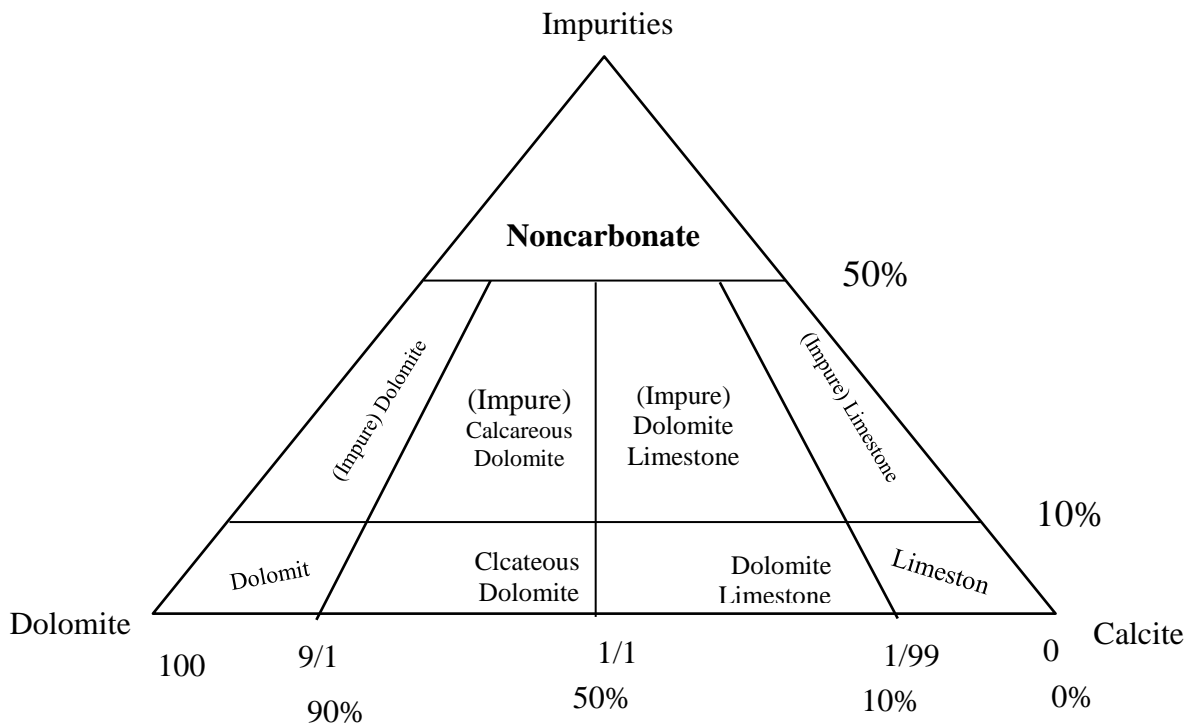 Impurities
Noncarbonate
50%
(Impure) Dolomite
(Impure)
Calcareous
Dolomite
(Impure)
Dolomite
Limestone
(Impure) Limestone
10%
Dolomit
Clcateous
Dolomite
Dolomite
Limestone
Limeston
Dolomite
Calcite
100
9/1
1/1
1/99
0
90%
50%
10%
0%